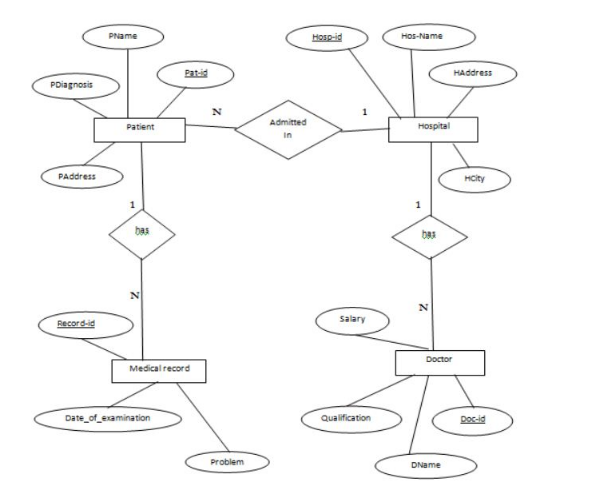 PName
Hosp-id
Hos-Name
PDiagnosis
Pat-id
HAddress
N
1
Patient
Admitted
In
Hospital
PAddress
HCity
1
1
has
has
N
N
Record-id
Salary
Medical record
Doctor
Date_of_examination
Qualification
Doc-id
Problem
DName